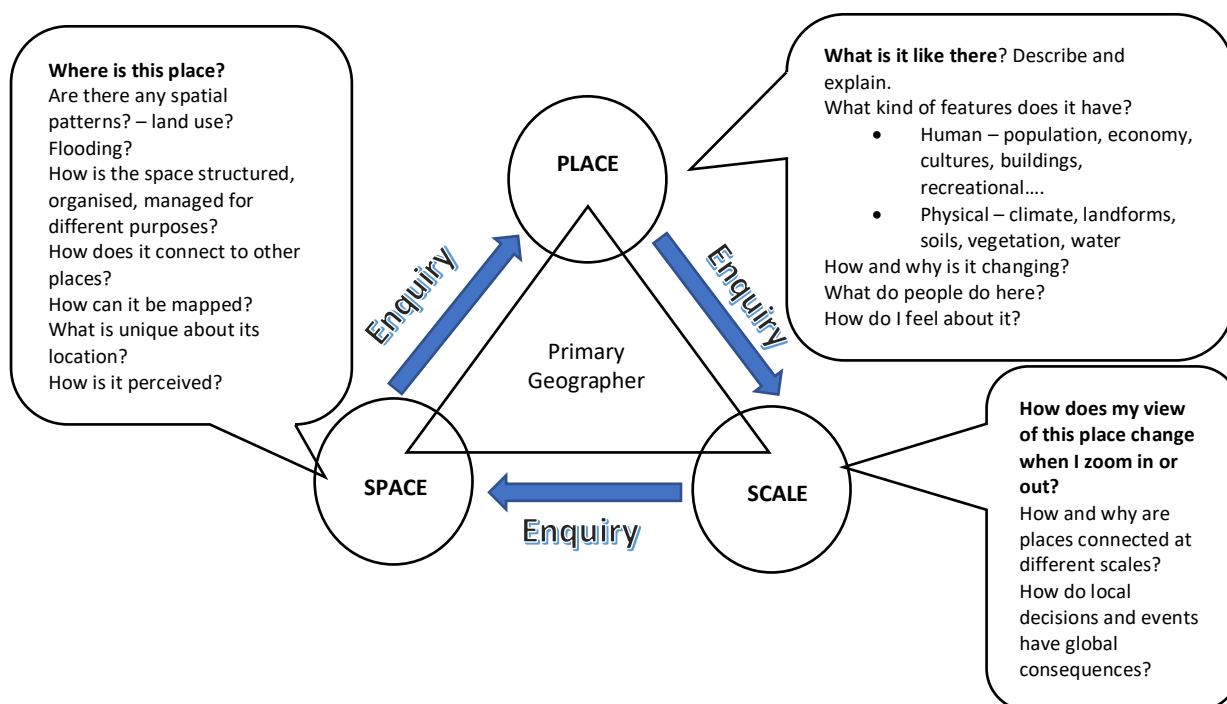 Where is this place?
Are there any spatial
patterns? – land use?
Flooding?
How is the space structured,
organised, managed for
different purposes?
How does it connect to other
places?
How can it be mapped?
What is unique about its
location?
How is it perceived?
What is it like there? Describe and
explain.
What kind of features does it have?
• Human – population, economy,
cultures, buildings,
recreational….
• Physical – climate, landforms,
soils, vegetation, water
How and why is it changing?
What do people do here?
How do I feel about it?
PLACE
Enquiry
Enquiry
Primary
Geographer
SPACE
SCALE
Enquiry
How does my view
of this place change
when I zoom in or
out?
How and why are
places connected at
different scales?
How do local
decisions and events
have global
consequences?